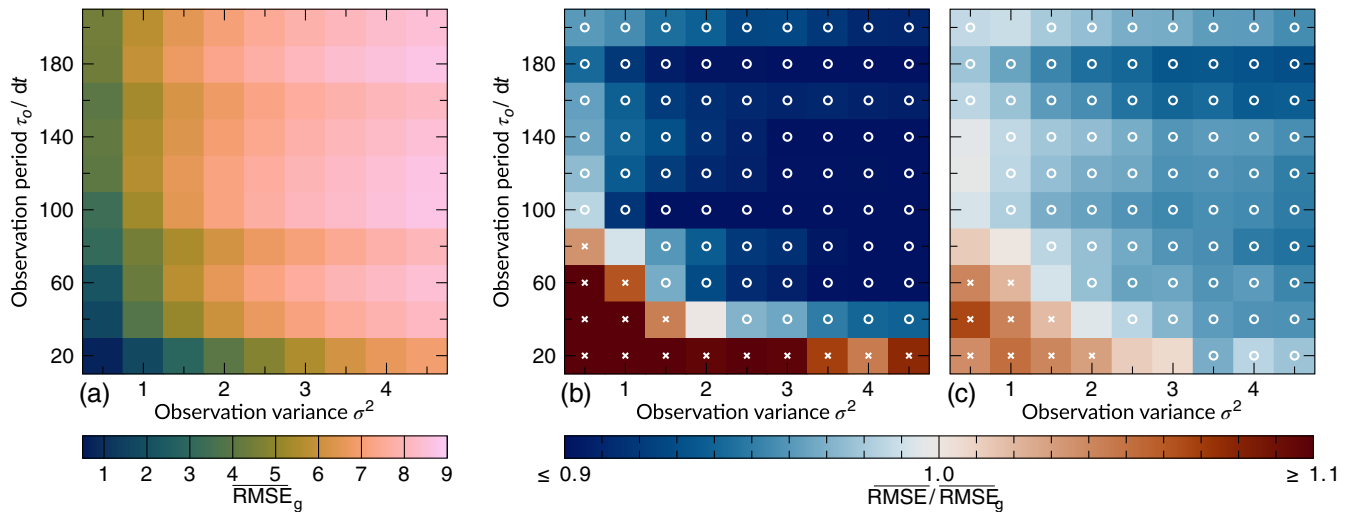 Observation period τo / dt
180
140
100
60
20
1 2 3 4
(a) Observation variance σ²
1 2 3 4 5 6 7 8 9
RMSEg
Observation period τo / dt
180
140
100
60
20
1 2 3 4
(b) Observation variance σ²
1 2 3 4
(c) Observation variance σ²
≤ 0.9 1.0 ≥ 1.1
RMSE / RMSEg